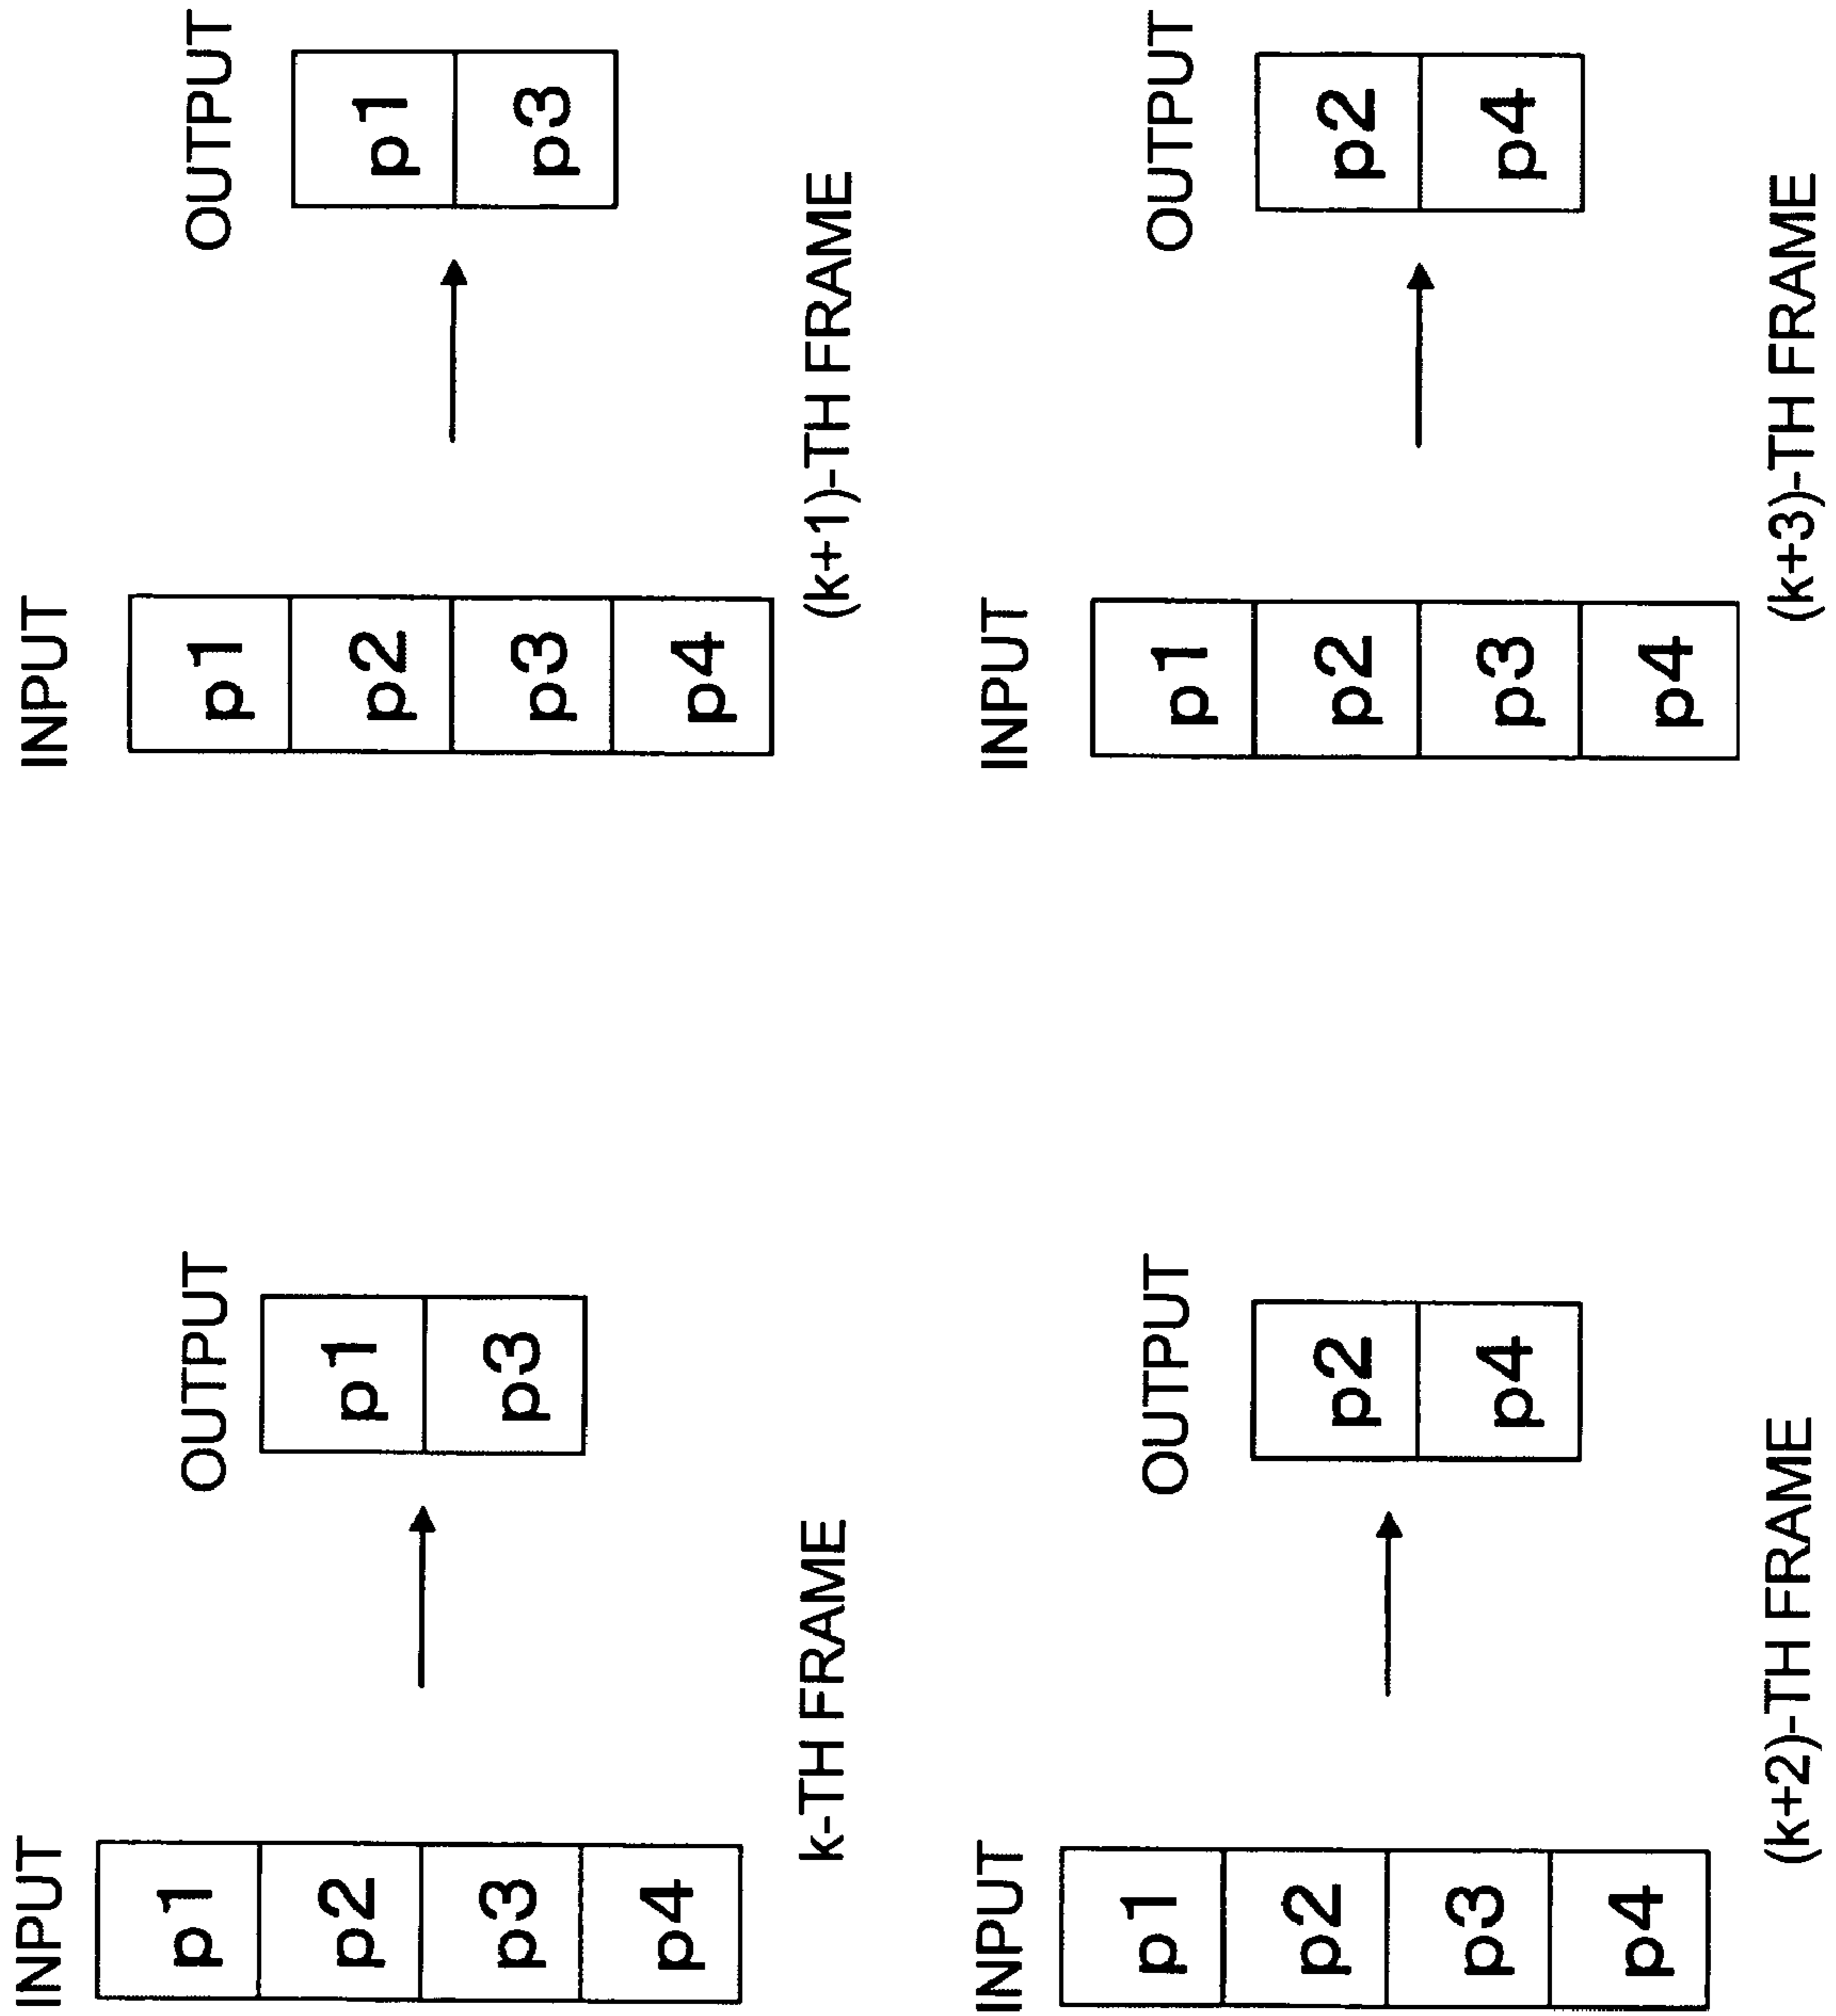 INPUT
p1
p2
p3
p4
OUTPUT
p1
p3
k-TH FRAME
INPUT
p1
p2
p3
p4
OUTPUT
p1
p3
(k+1)-TH FRAME
INPUT
p1
p2
p3
p4
OUTPUT
p2
p4
(k+2)-TH FRAME
INPUT
p1
p2
p3
p4
OUTPUT
p2
p4
(k+3)-TH FRAME